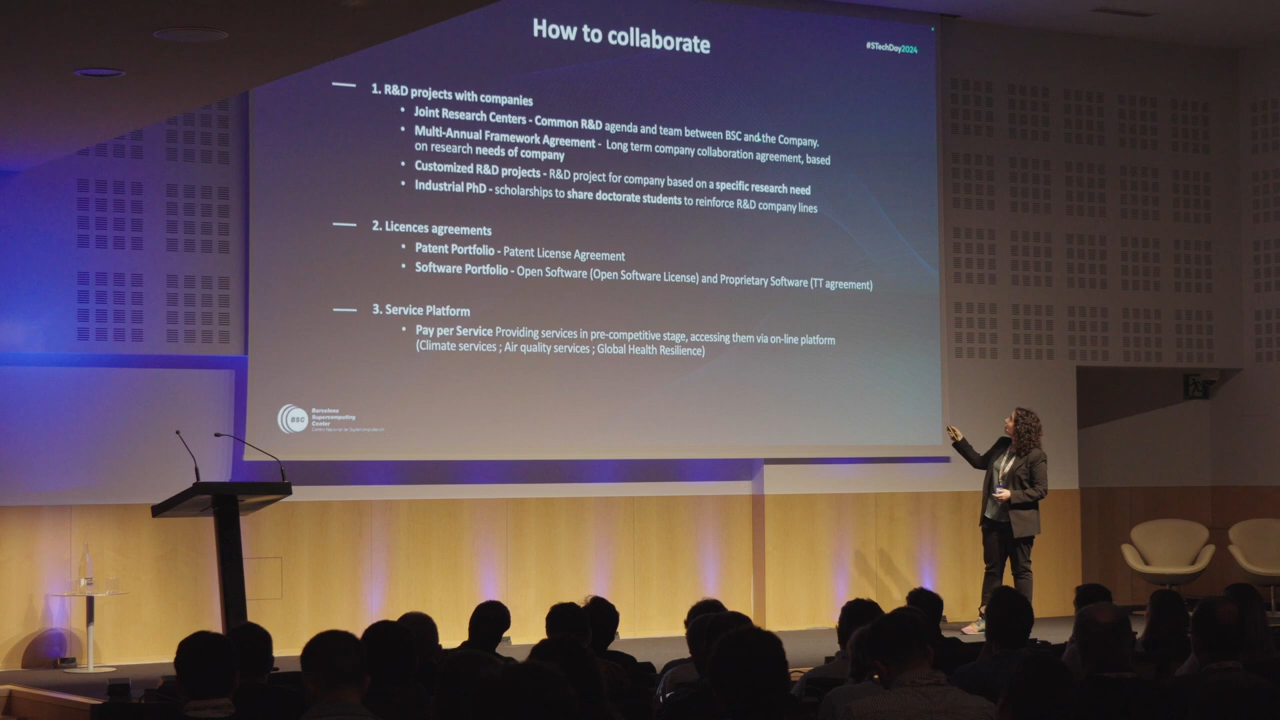 How to collaborate
#STechDay2024
1. R&D projects with companies
• Joint Research Centers - Common R&D agenda and team between BSC and the Company.
• Multi-Annual Framework Agreement - Long term company collaboration agreement, based
on research needs of company
• Customized R&D projects - R&D project for company based on a specific research need
• Industrial PhD - scholarships to share doctorate students to reinforce R&D company lines
2. Licences agreements
• Patent Portfolio - Patent License Agreement
• Software Portfolio - Open Software (Open Software License) and Proprietary Software (TT agreement)
3. Service Platform
• Pay per Service Providing services in pre-competitive stage, accessing them via on-line platform
(Climate services ; Air quality services ; Global Health Resilience)
BSC
Barcelona
Supercomputing
Center
Centro Nacional de Supercomputación